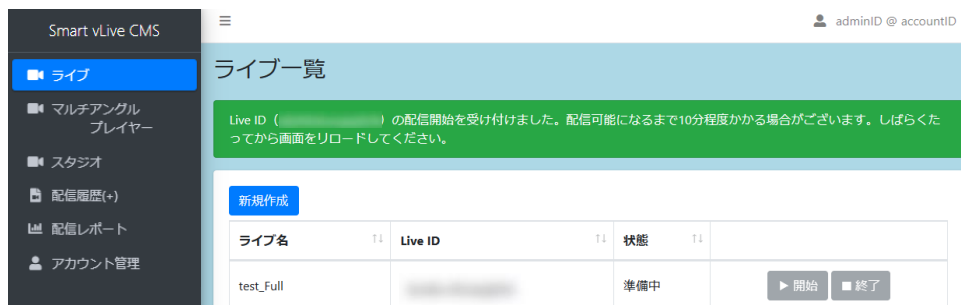 Smart vLive CMS
adminID @ accountID
ライブ
マルチアングル
プレイヤー
スタジオ
配信履歴(+)
配信レポート
アカウント管理
ライブ一覧
Live ID（）の配信開始を受け付けました。配信可能になるまで10分程度かかる場合がございます。しばらくた
ってから画面をリロードしてください。
新規作成
ライブ名 Live ID 状態
test_Full 準備中 開始 終了